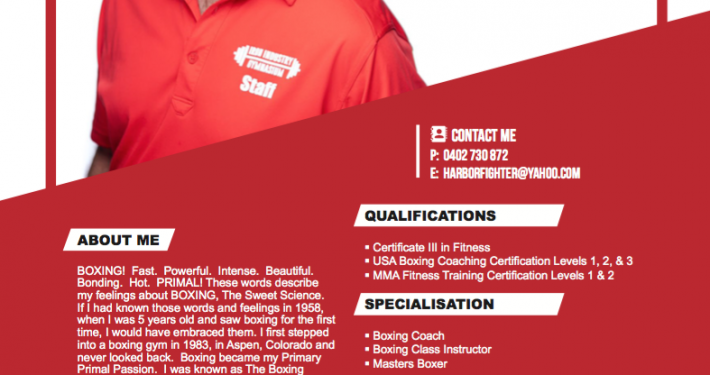 IRON INDUSTRY
GYMNASIUM
Staff
CONTACT ME
P: 0402 730 872
E: HARBORFIGHTER@YAHOO.COM
ABOUT ME
BOXING! Fast. Powerful. Intense. Beautiful.
Bonding. Hot. PRIMAL! These words describe
my feelings about BOXING, The Sweet Science.
If I had known those words and feelings in 1958,
when I was 5 years old and saw boxing for the first
time, I would have embraced them. I first stepped
into a boxing gym in 1983, in Aspen, Colorado and
never looked back. Boxing became my Primary
Primal Passion. I was known as The Boxing
QUALIFICATIONS
▪ Certificate III in Fitness
▪ USA Boxing Coaching Certification Levels 1, 2, & 3
▪ MMA Fitness Training Certification Levels 1 & 2
SPECIALISATION
▪ Boxing Coach
▪ Boxing Class Instructor
▪ Masters Boxer